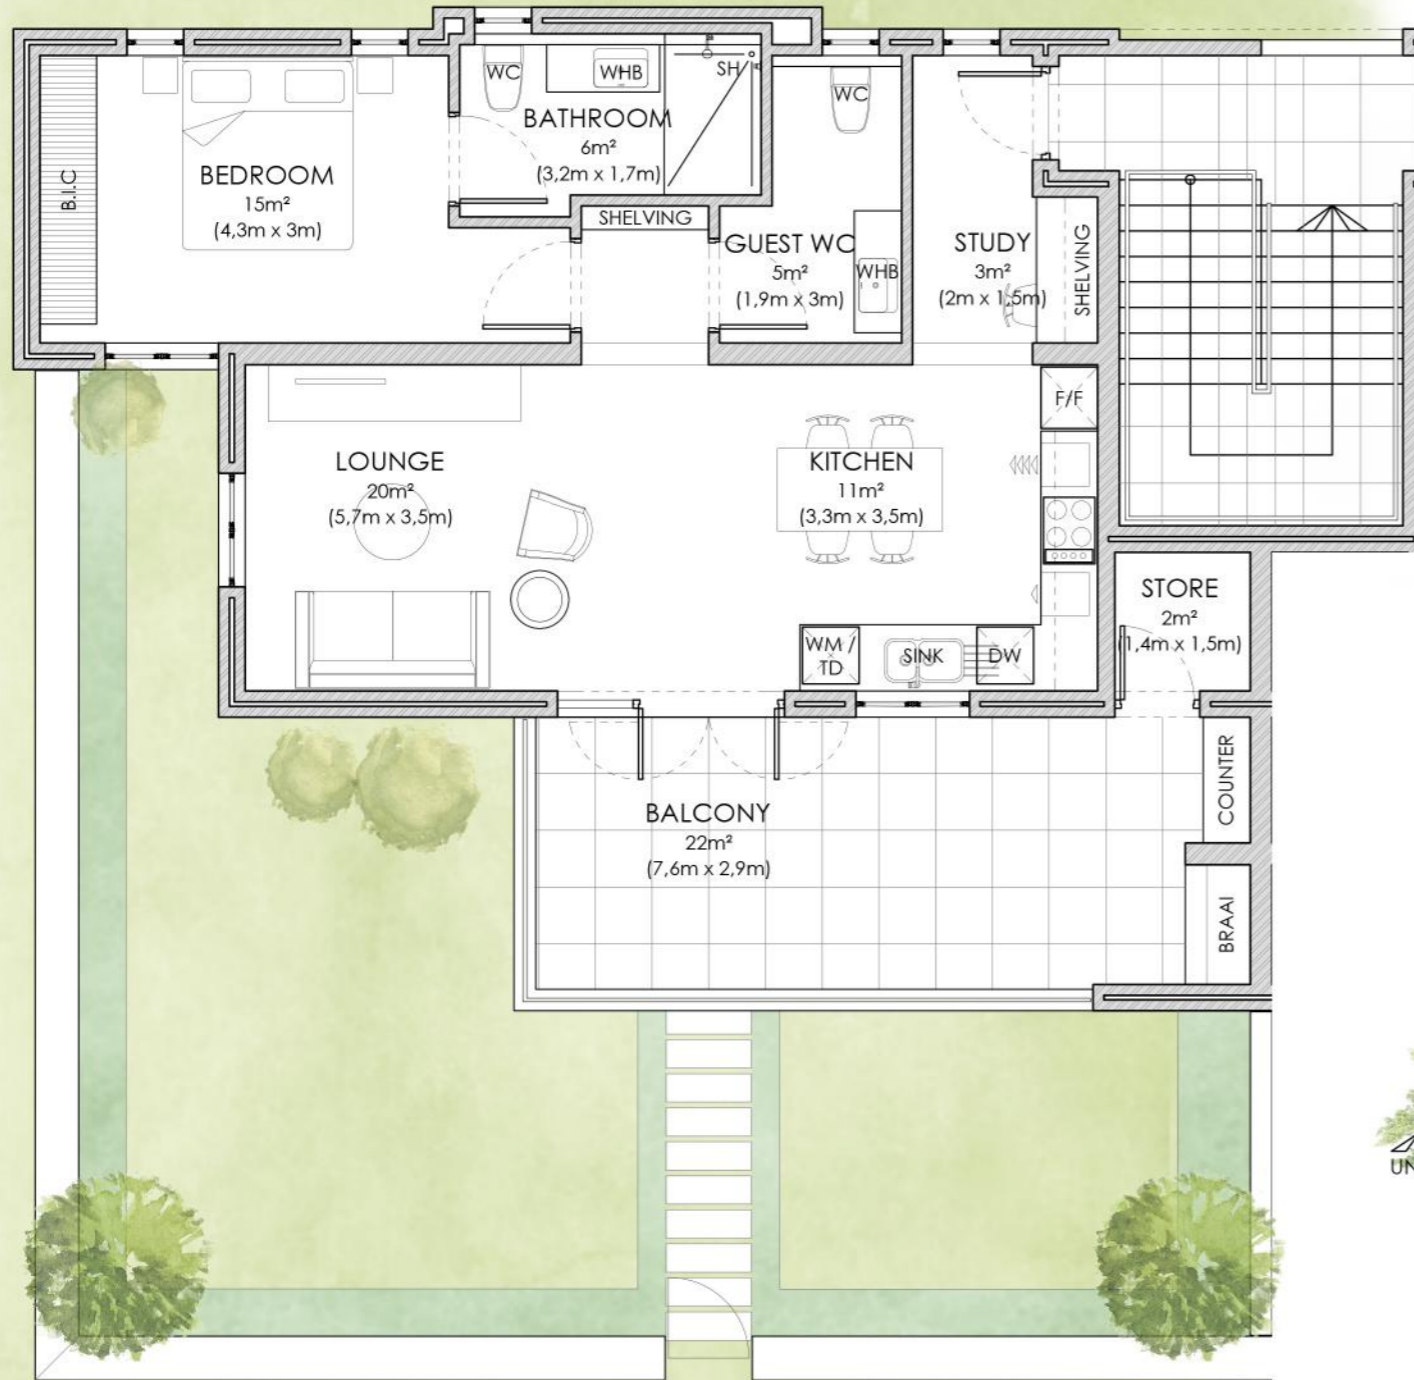 WC
WHB
SH
BATHROOM
6m²
(3,2m x 1,7m)
WC
B.I.C
BEDROOM
15m²
(4,3m x 3m)
SHELVING
GUEST WC
5m²
(1,9m x 3m)
WHB
STUDY
3m²
(2m x 1,5m)
SHELVING
F/F
LOUNGE
20m²
(5,7m x 3,5m)
KITCHEN
11m²
(3,3m x 3,5m)
STORE
2m²
(1,4m x 1,5m)
WM /
TD
SINK
DW
COUNTER
BALCONY
22m²
(7,6m x 2,9m)
BRAAI
UN